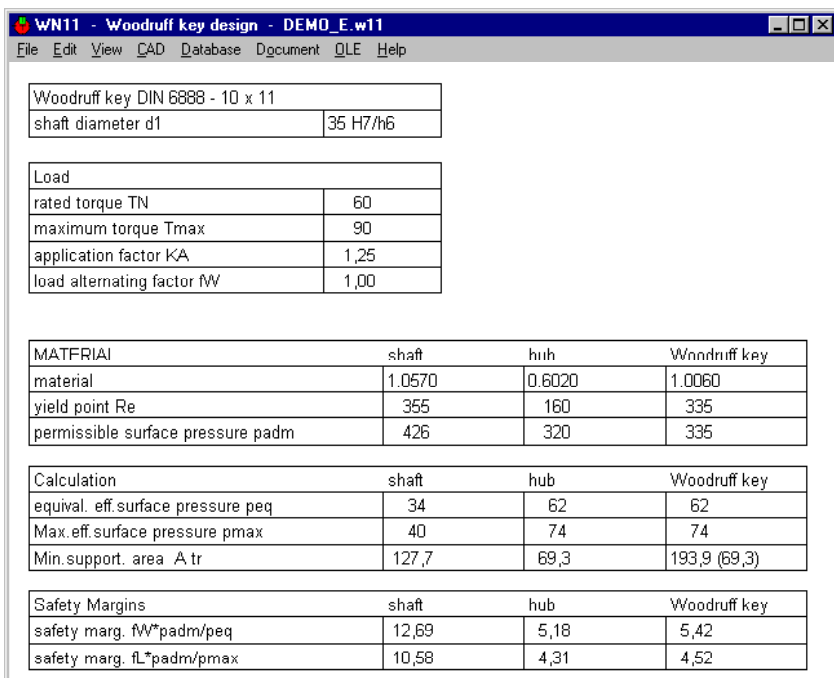 WN11 - Woodruff key design - DEMO_E.w11
File Edit View CAD Database Document OLE Help
Woodruff key DIN 6888 - 10 x 11
shaft diameter d1 35 H7/h6
Load
rated torque TN 60
maximum torque Tmax 90
application factor KA 1,25
load alternating factor fW 1,00
MATERIAL shaft hub Woodruff key
material 1.0570 0.6020 1.0060
yield point Re 355 160 335
permissible surface pressure padm 426 320 335
Calculation shaft hub Woodruff key
equival. eff.surface pressure peq 34 62 62
Max.eff.surface pressure pmax 40 74 74
Min.support. area A tr 127,7 69,3 193,9 (69,3)
Safety Margins shaft hub Woodruff key
safety marg. fW*padm/peq 12,69 5,18 5,42
safety marg. fL*padm/pmax 10,58 4,31 4,52